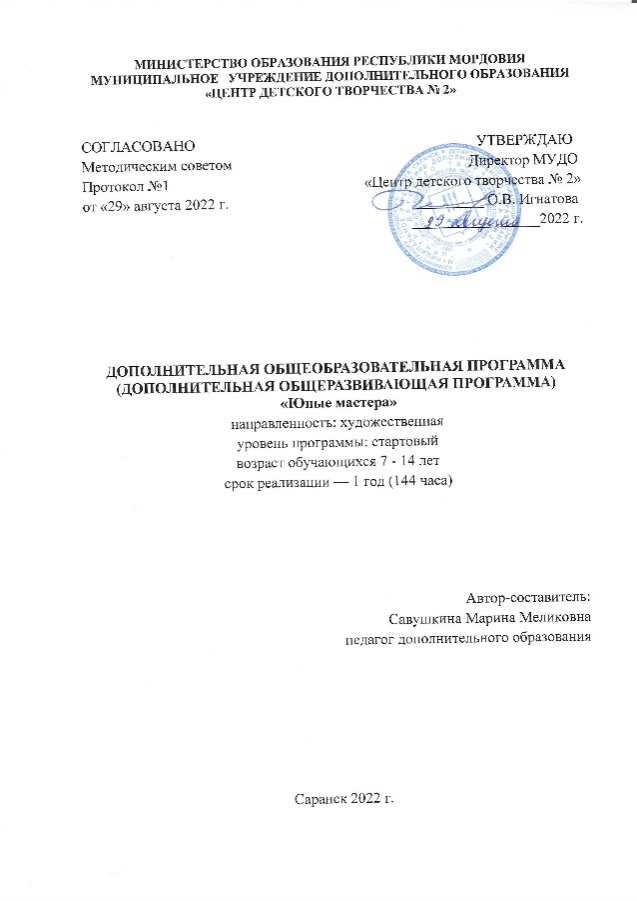 МИНИСТЕРСТВО ОБРАЗОВАНИЯ РЕСПУБЛИКИ МОРДОВИЯ
МУНИЦИПАЛЬНОЕ УЧРЕЖДЕНИЕ ДОПОЛНИТЕЛЬНОГО ОБРАЗОВАНИЯ
«ЦЕНТР ДЕТСКОГО ТВОРЧЕСТВА № 2»
СОГЛАСОВАНО
Методическим советом
Протокол №1
от «29» августа 2022 г.
УТВЕРЖДАЮ
Директор МУДО
«Центр детского творчества № 2»
О.В. Игнатова
29 августа 2022 г.
ДОПОЛНИТЕЛЬНАЯ ОБЩЕОБРАЗОВАТЕЛЬНАЯ ПРОГРАММА
(ДОПОЛНИТЕЛЬНАЯ ОБЩЕРАЗВИВАЮЩАЯ ПРОГРАММА)
«Юные мастера»
направленность: художественная
уровень программы: стартовый
возраст обучающихся 7 - 14 лет
срок реализации — 1 год (144 часа)
Автор-составитель:
Савушкина Марина Меликовна
педагог дополнительного образования
Саранск 2022 г.